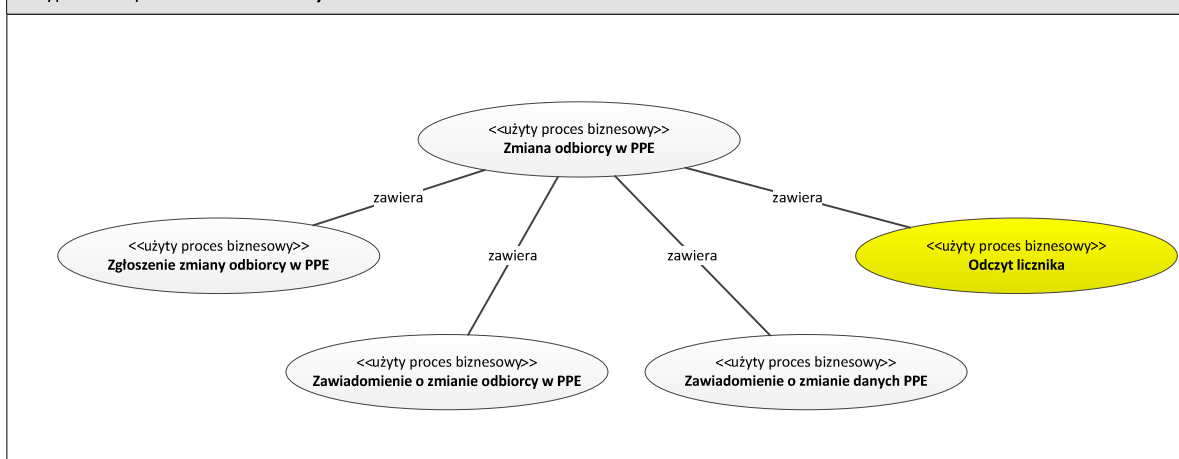 <<użyty proces biznesowy>>
Zmiana odbiorcy w PPE
zawiera
zawiera
<<użyty proces biznesowy>>
Zgłoszenie zmiany odbiorcy w PPE
<<użyty proces biznesowy>>
Odczyt licznika
zawiera
zawiera
<<użyty proces biznesowy>>
Zawiadomienie o zmianie odbiorcy w PPE
<<użyty proces biznesowy>>
Zawiadomienie o zmianie danych PPE